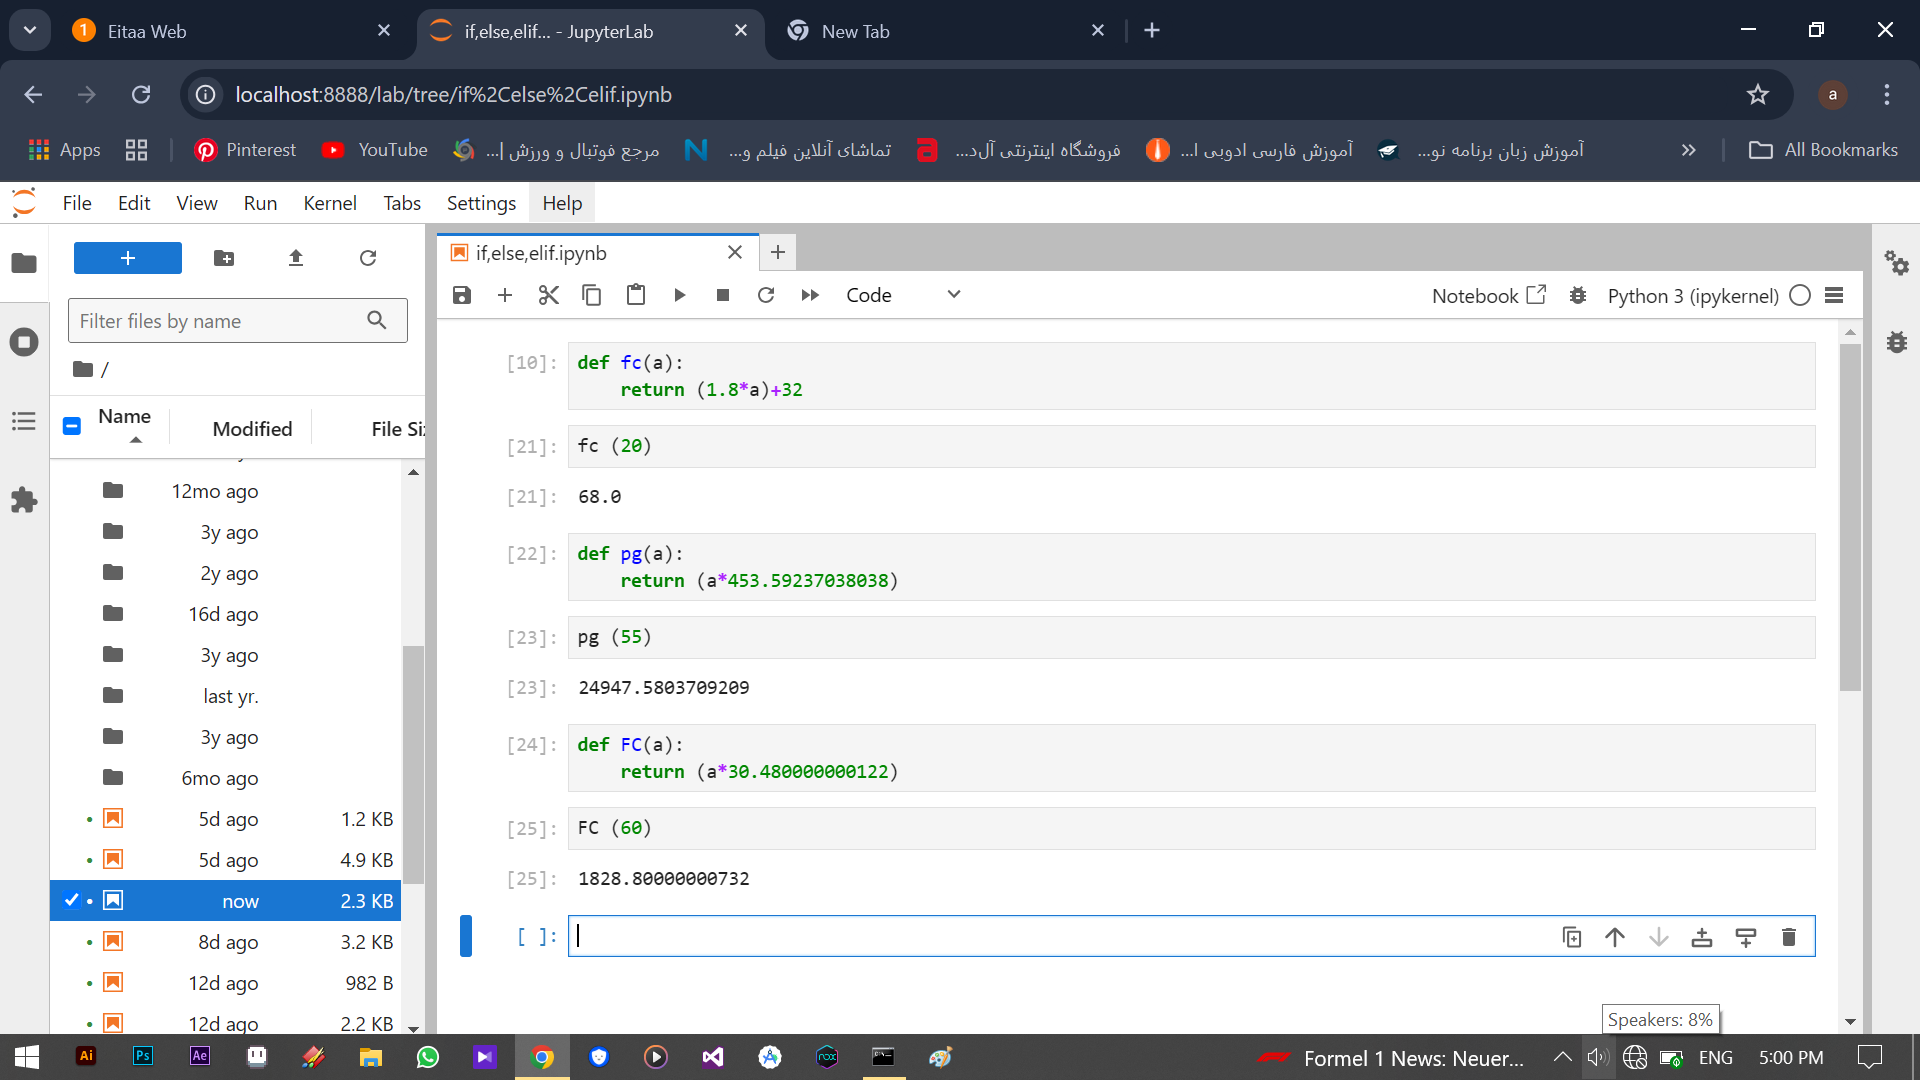 Eitaa Web
if,else,elif... - JupyterLab
New Tab
localhost:8888/lab/tree/if%2Celse%2Celif.ipynb
a
Apps
Pinterest
YouTube
مرجع فوتبال و ورزش |...
تماشای آنلاین فیلم و...
فروشگاه اینترنتی آل‌د...
آموزش فارسی ادوبی ا...
آموزش زبان برنامه نو...
All Bookmarks
File Edit View Run Kernel Tabs Settings Help
if,else,elif.ipynb
Filter files by name
/
Code
Notebook
Python 3 (ipykernel)
Name Modified File Si
12mo ago
3y ago
2y ago
16d ago
3y ago
last yr.
3y ago
6mo ago
5d ago 1.2 KB
5d ago 4.9 KB
now 2.3 KB
8d ago 3.2 KB
12d ago 982 B
12d ago 2.2 KB
[10]: def fc(a):
return (1.8*a)+32
[21]: fc (20)
[21]: 68.0
[22]: def pg(a):
return (a*453.59237038038)
[23]: pg (55)
[23]: 24947.5803709209
[24]: def FC(a):
return (a*30.480000000122)
[25]: FC (60)
[25]: 1828.80000000732
[ ]:
Speakers: 8%
Ai
Ps
Ae
nox
Formel 1 News: Neuer...
ENG
5:00 PM